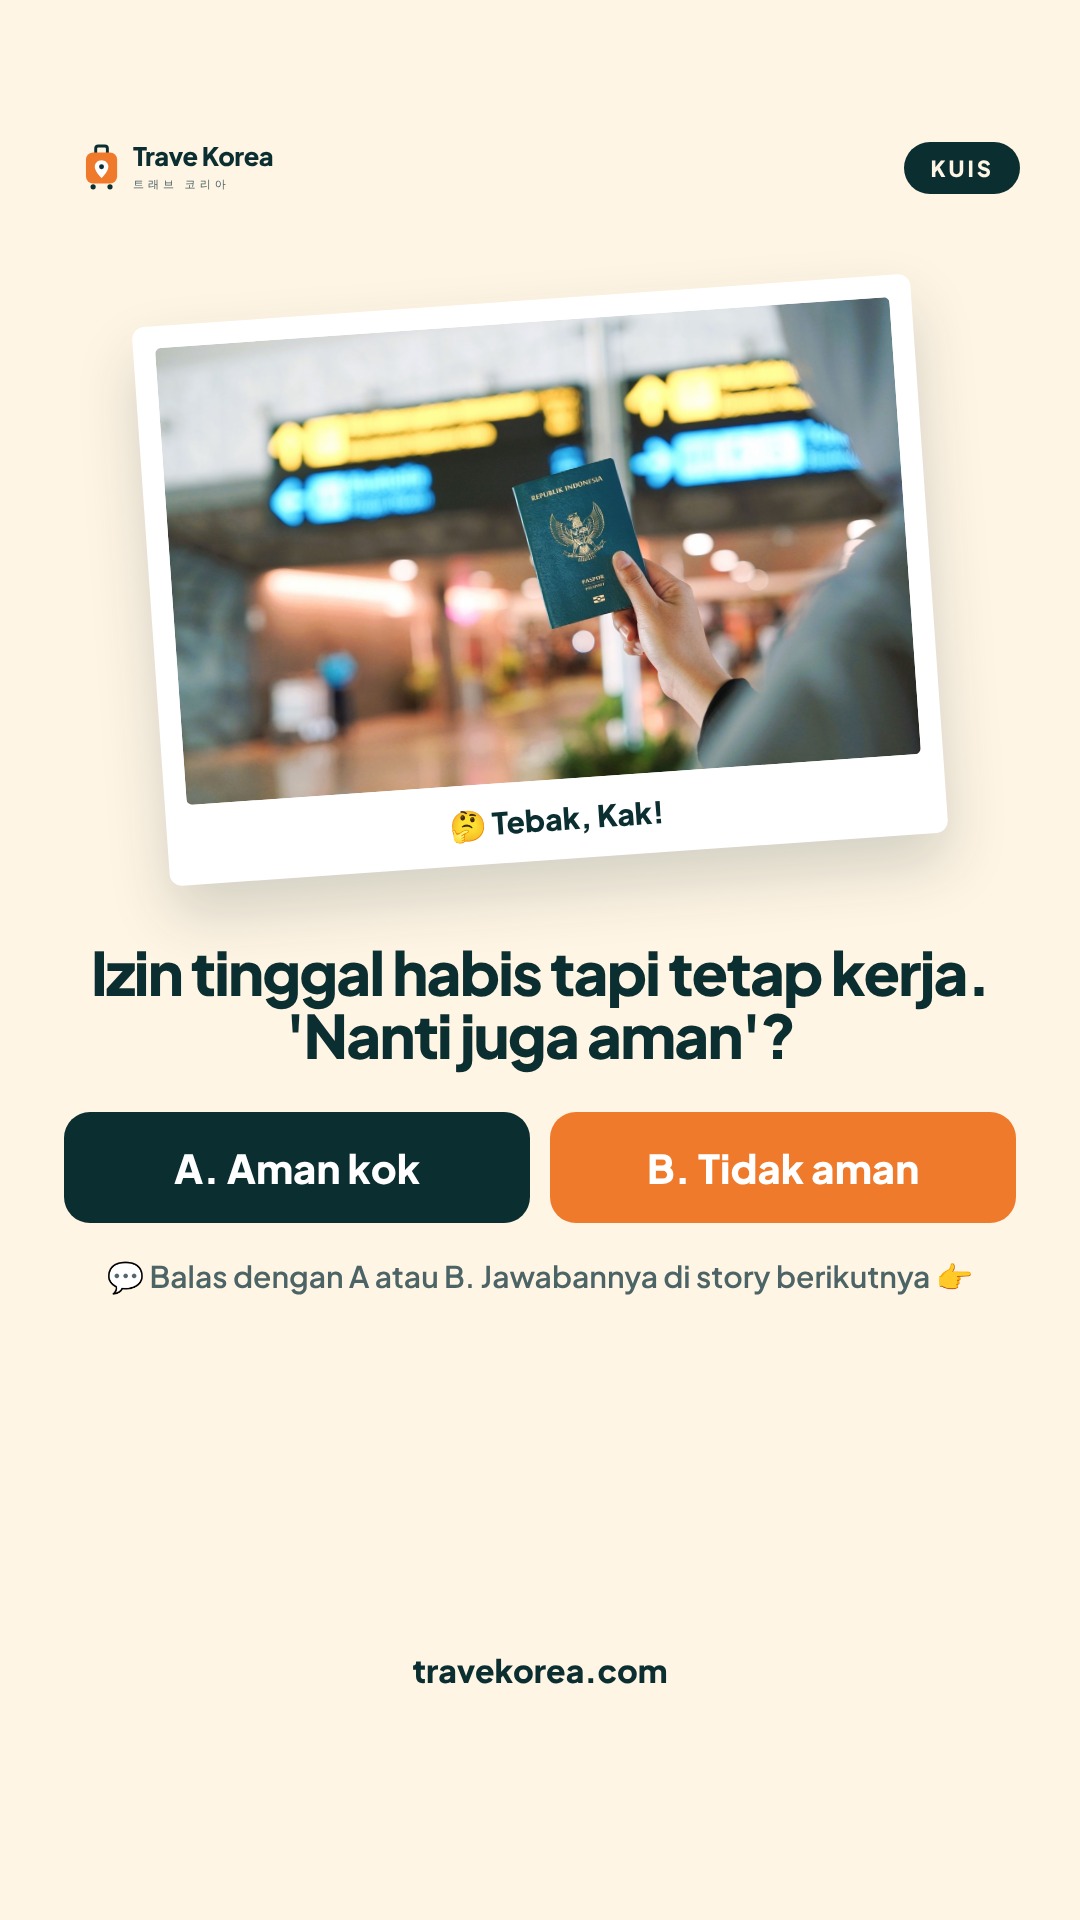 Trave Korea
트래브 코리아
KUIS
REPUBLIK INDONESIA
PASPOR
🤔 Tebak, Kak!
Izin tinggal habis tapi tetap kerja.
'Nanti juga aman'?
A. Aman kok
B. Tidak aman
💬 Balas dengan A atau B. Jawabannya di story berikutnya 👉
travekorea.com